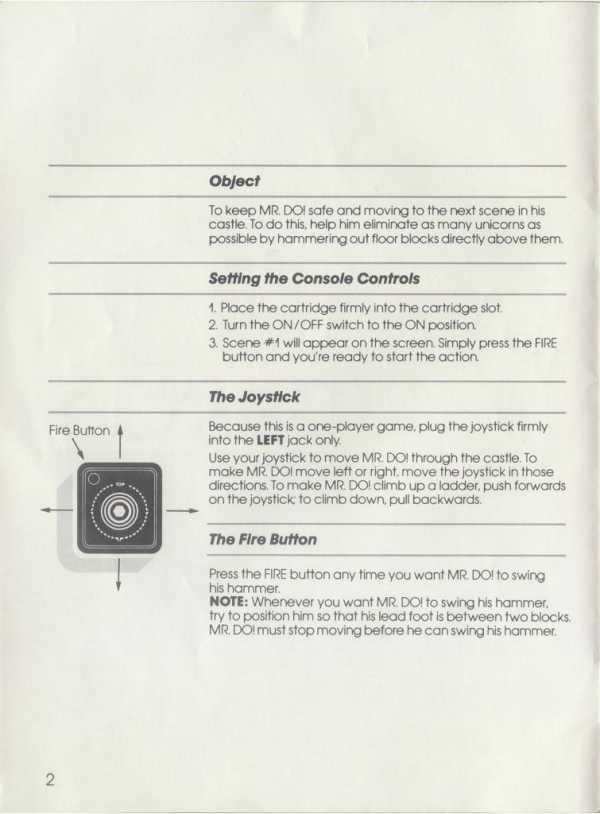 Object
To keep MR. DO! safe and moving to the next scene in his
castle. To do this, help him eliminate as many unicorns as
possible by hammering out floor blocks directly above them.
Setting the Console Controls
1. Place the cartridge firmly into the cartridge slot.
2. Turn the ON/OFF switch to the ON position.
3. Scene #1 will appear on the screen. Simply press the FIRE
button and you're ready to start the action.
The Joystick
Fire Button
TOP
Because this is a one-player game, plug the joystick firmly
into the LEFT jack only.
Use your joystick to move MR. DO! through the castle. To
make MR. DO! move left or right, move the joystick in those
directions. To make MR. DO! climb up a ladder, push forwards
on the joystick; to climb down, pull backwards.
The Fire Button
Press the FIRE button any time you want MR. DO! to swing
his hammer.
NOTE: Whenever you want MR. DO! to swing his hammer,
try to position him so that his lead foot is between two blocks.
MR. DO! must stop moving before he can swing his hammer.
2